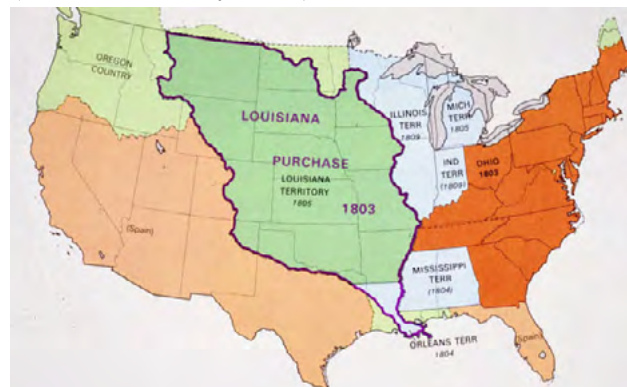 OREGON
COUNTRY
LOUISIANA
PURCHASE
LOUISIANA
TERRITORY
1805
1803
ILLINOIS
TERR
1809
MICH
TERR
1805
IND
TERR
(1809)
OHIO
1803
(Spain)
MISSISSIPPI
TERR
(1804)
ORLEANS TERR
1804
(Spain)